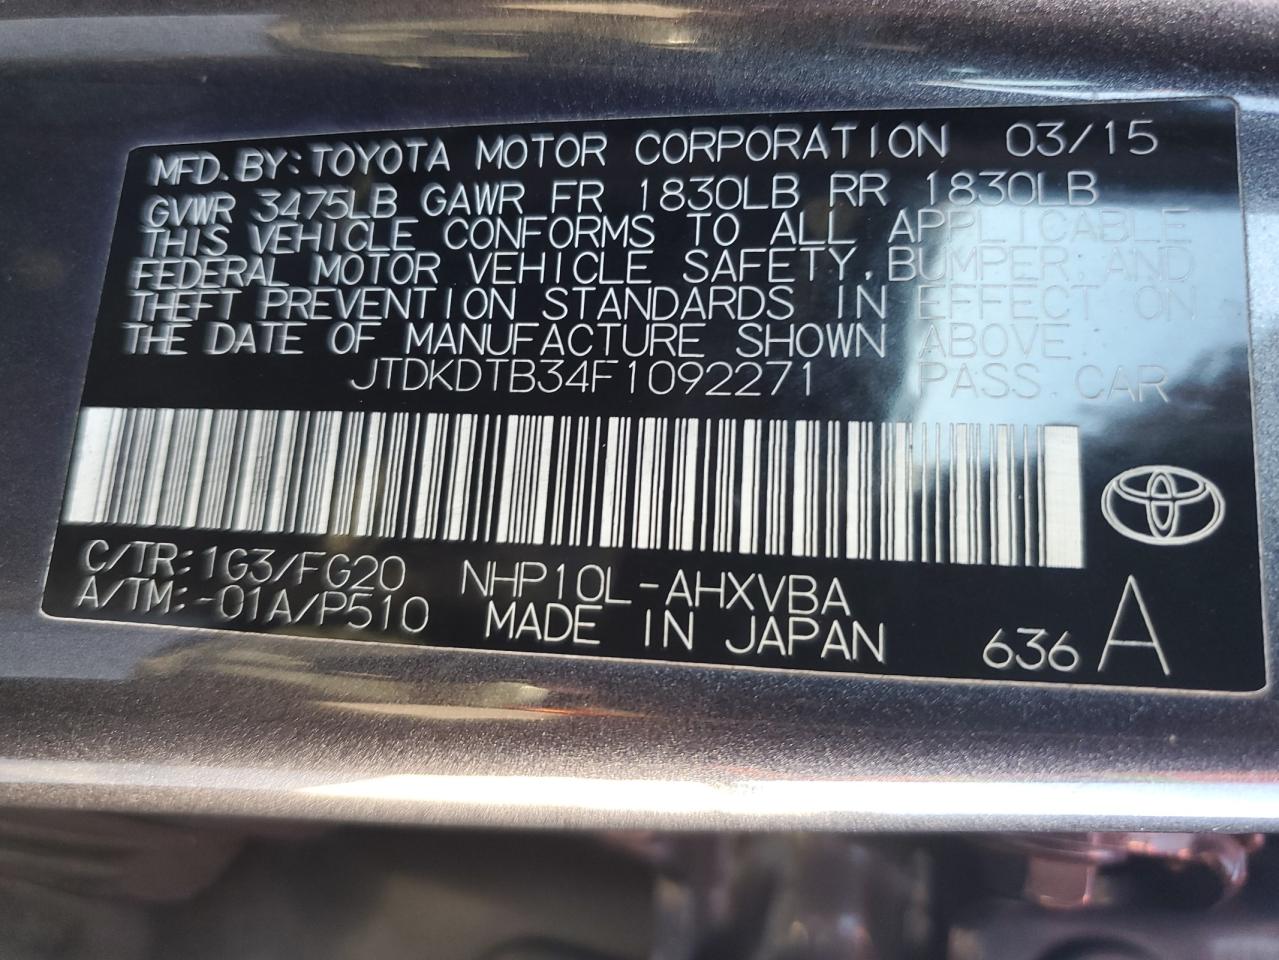 MFD.BY:TOYOTA MOTOR CORPORATION 03/15
GVWR 3475LB GAWR FR 1830LB RR 1830LB
THIS VEHICLE CONFORMS TO ALL APPLICABLE
FEDERAL MOTOR VEHICLE SAFETY,BUMPER,AND
THEFT PREVENTION STANDARDS IN EFFECT ON
THE DATE OF MANUFACTURE SHOWN ABOVE.
JTDKDTB34F1092271 PASS.CAR
C/TR:1G3/FG20 NHP10L-AHXVBA
A/TM:-01A/P510 MADE IN JAPAN 636 A